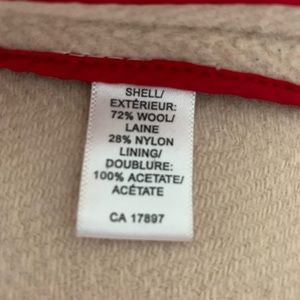 SHELL/
EXTÉRIEUR:
72% WOOL/
LAINE
28% NYLON
LINING/
DOUBLURE:
100% ACETATE/
ACÉTATE
CA 17897